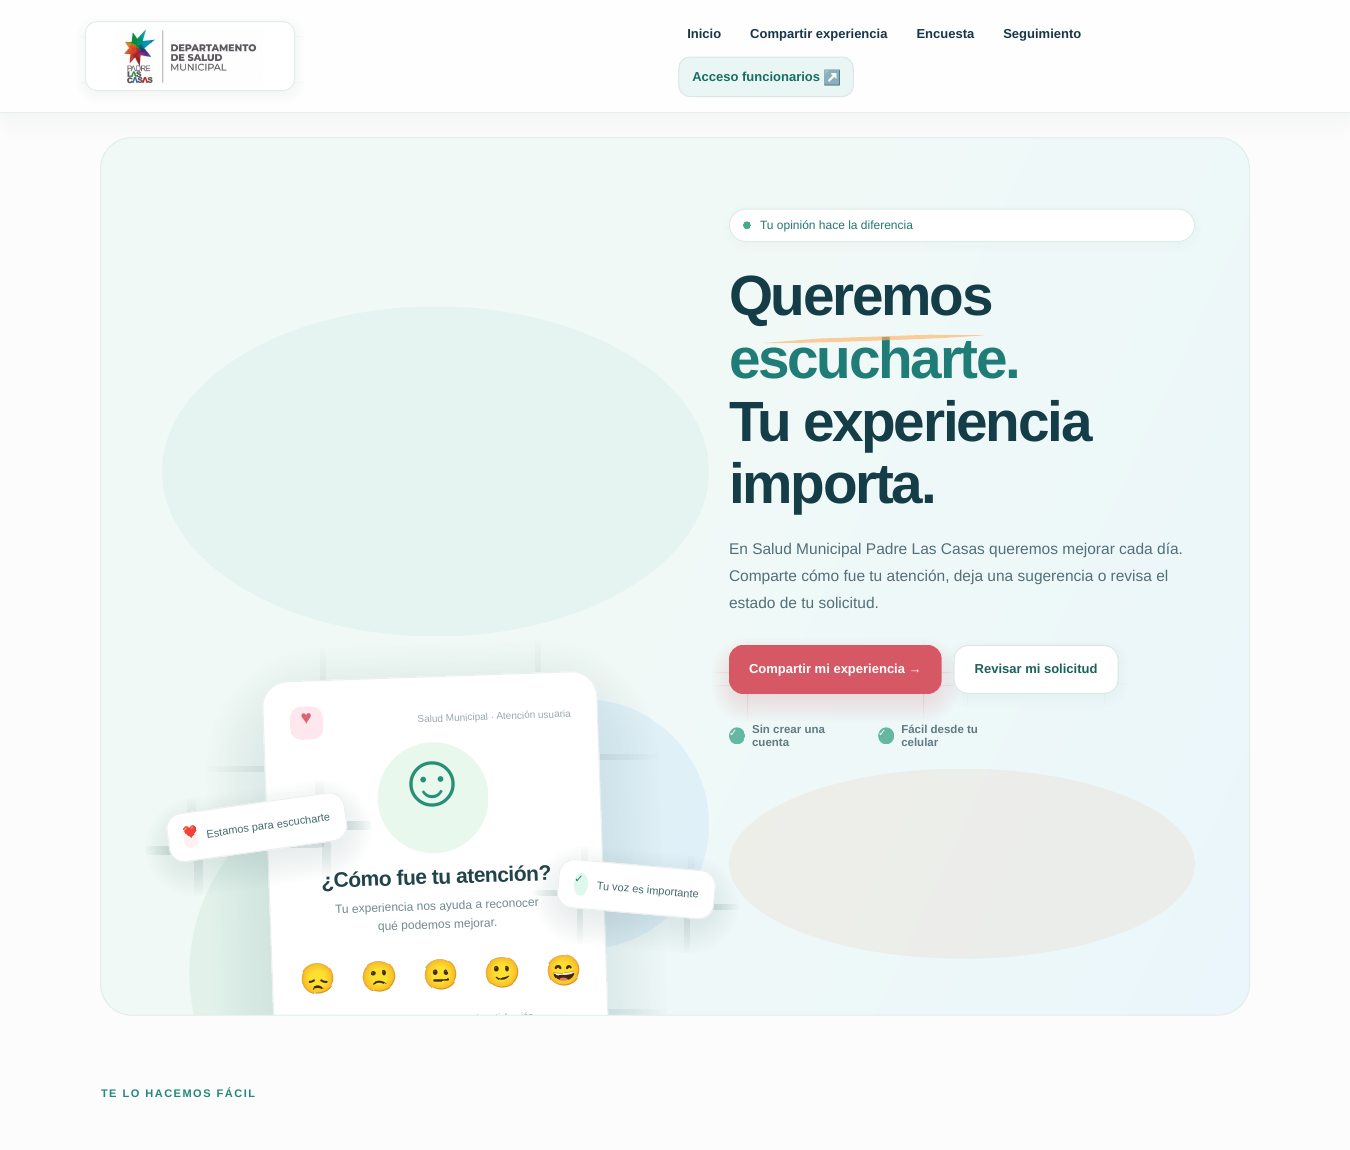 PADRE
LAS
CASAS
DEPARTAMENTO
DE SALUD
MUNICIPAL
Inicio
Compartir experiencia
Encuesta
Seguimiento
Acceso funcionarios ↗
Tu opinión hace la diferencia
Queremos
escucharte.
Tu experiencia
importa.
En Salud Municipal Padre Las Casas queremos mejorar cada día.
Comparte cómo fue tu atención, deja una sugerencia o revisa el
estado de tu solicitud.
Compartir mi experiencia →
Revisar mi solicitud
Sin crear una
cuenta
Fácil desde tu
celular
Salud Municipal · Atención usuaria
Estamos para escucharte
¿Cómo fue tu atención?
Tu experiencia nos ayuda a reconocer
qué podemos mejorar.
Tu voz es importante
TE LO HACEMOS FÁCIL